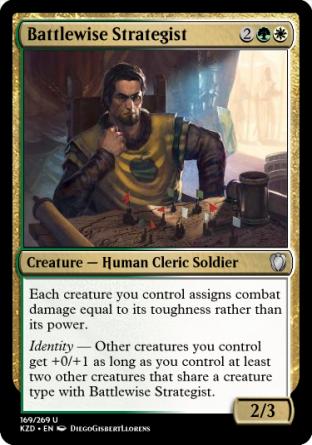 Battlewise Strategist 2
Creature — Human Cleric Soldier
Each creature you control assigns combat
damage equal to its toughness rather than
its power.
Identity — Other creatures you control
get +0/+1 as long as you control at least
two other creatures that share a creature
type with Battlewise Strategist.
2/3
169/269 U
KZD • EN DiegoGisbertLlorens